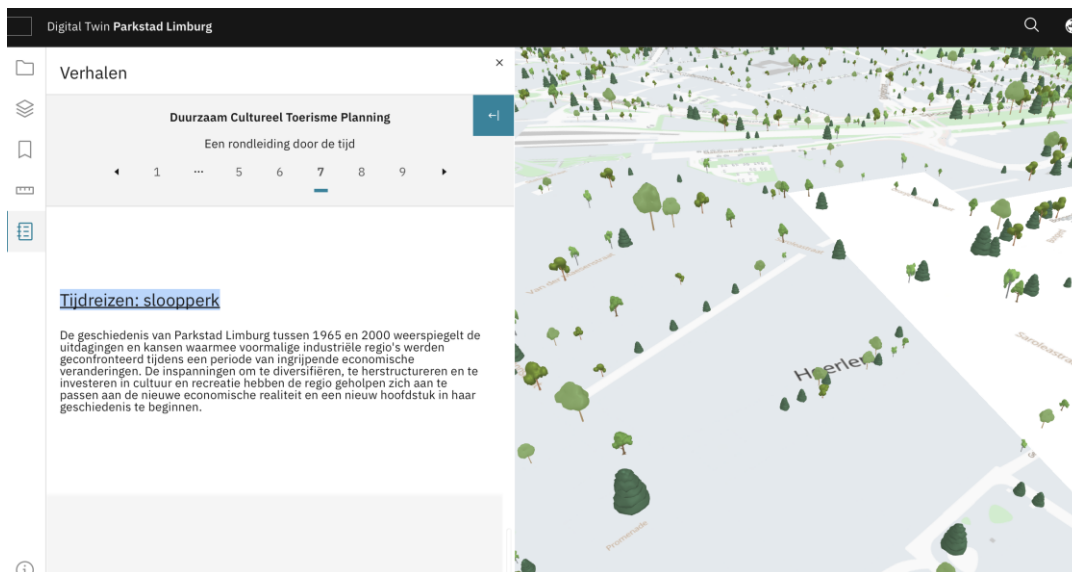 Digital Twin Parkstad Limburg
Verhalen
×
Duurzaam Cultureel Toerisme Planning
Een rondleiding door de tijd
1 ... 5 6 7 8 9
Tijdreizen: sloopperk
De geschiedenis van Parkstad Limburg tussen 1965 en 2000 weerspiegelt de
uitdagingen en kansen waarmee voormalige industriële regio's werden
geconfronteerd tijdens een periode van ingrijpende economische
veranderingen. De inspanningen om te diversifiëren, te herstructureren en te
investeren in cultuur en recreatie hebben de regio geholpen zich aan te
passen aan de nieuwe economische realiteit en een nieuw hoofdstuk in haar
geschiedenis te beginnen.
Heerlen
Promenade